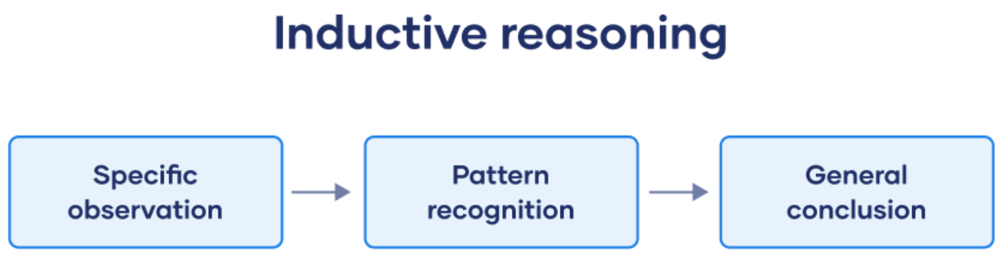 Inductive reasoning
Specific
observation
Pattern
recognition
General
conclusion